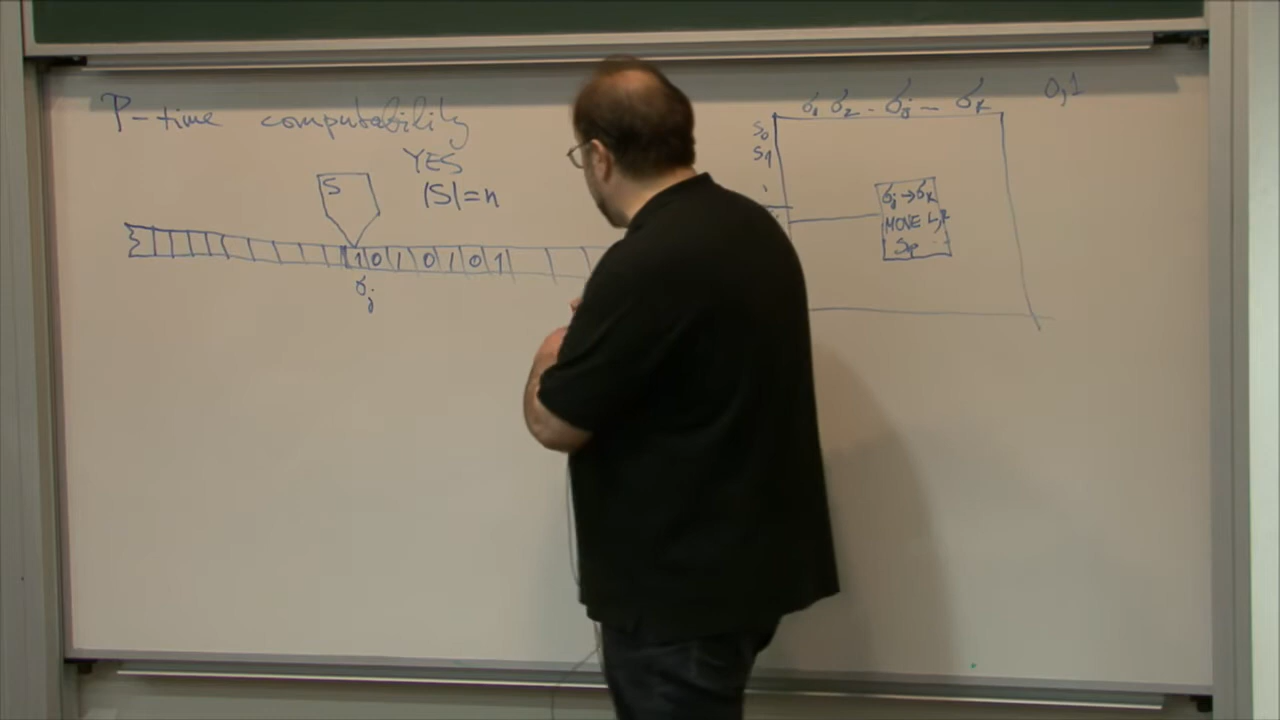 P-time computability
YES
|S|=n
S
1 0 1 0 1 0 1
σj
0,1
σ1 σ2 - σj - σk
S0
S1
σj→σk
MOVE L,R
Sp